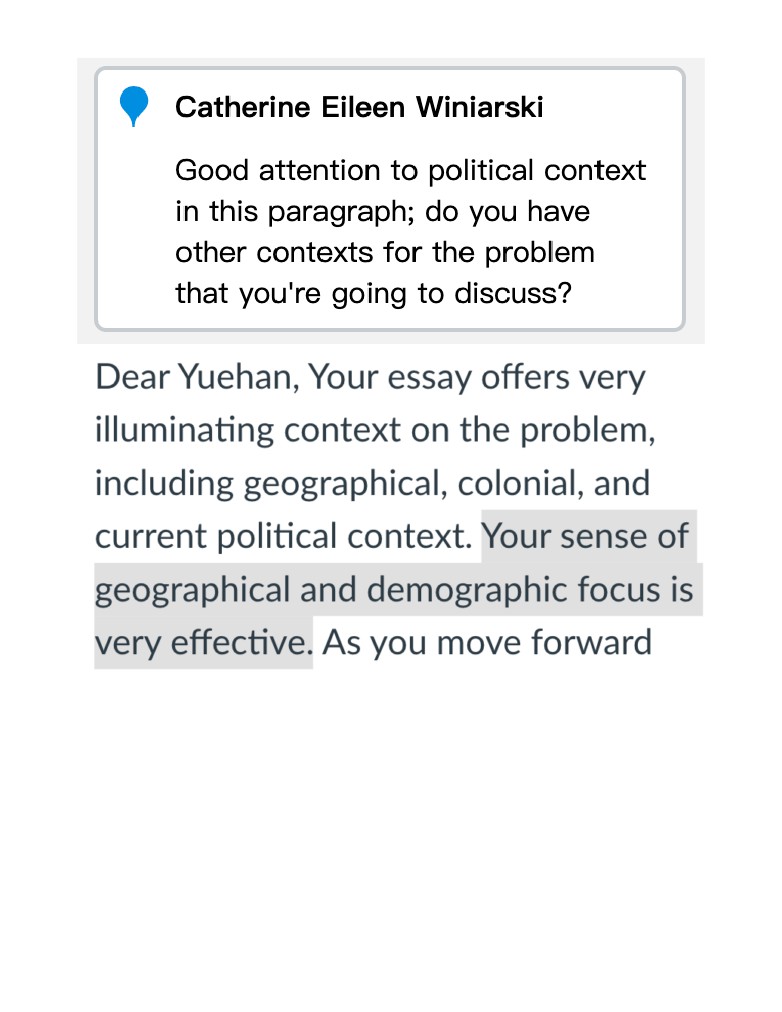 Catherine Eileen Winiarski
Good attention to political context
in this paragraph; do you have
other contexts for the problem
that you're going to discuss?
Dear Yuehan, Your essay offers very
illuminating context on the problem,
including geographical, colonial, and
current political context. Your sense of
geographical and demographic focus is
very effective. As you move forward